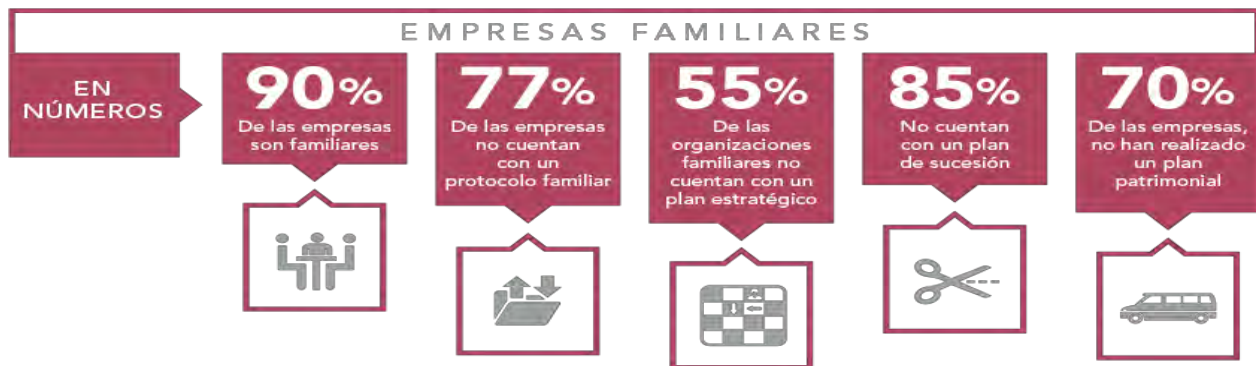 EMPRESAS FAMILIARES
EN
NÚMEROS
90%
De las empresas
son familiares
77%
De las empresas
no cuentan
con un
protocolo familiar
55%
De las
organizaciones
familiares no
cuentan con un
plan estratégico
85%
No cuentan
con un plan
de sucesión
70%
De las empresas,
no han realizado
un plan
patrimonial